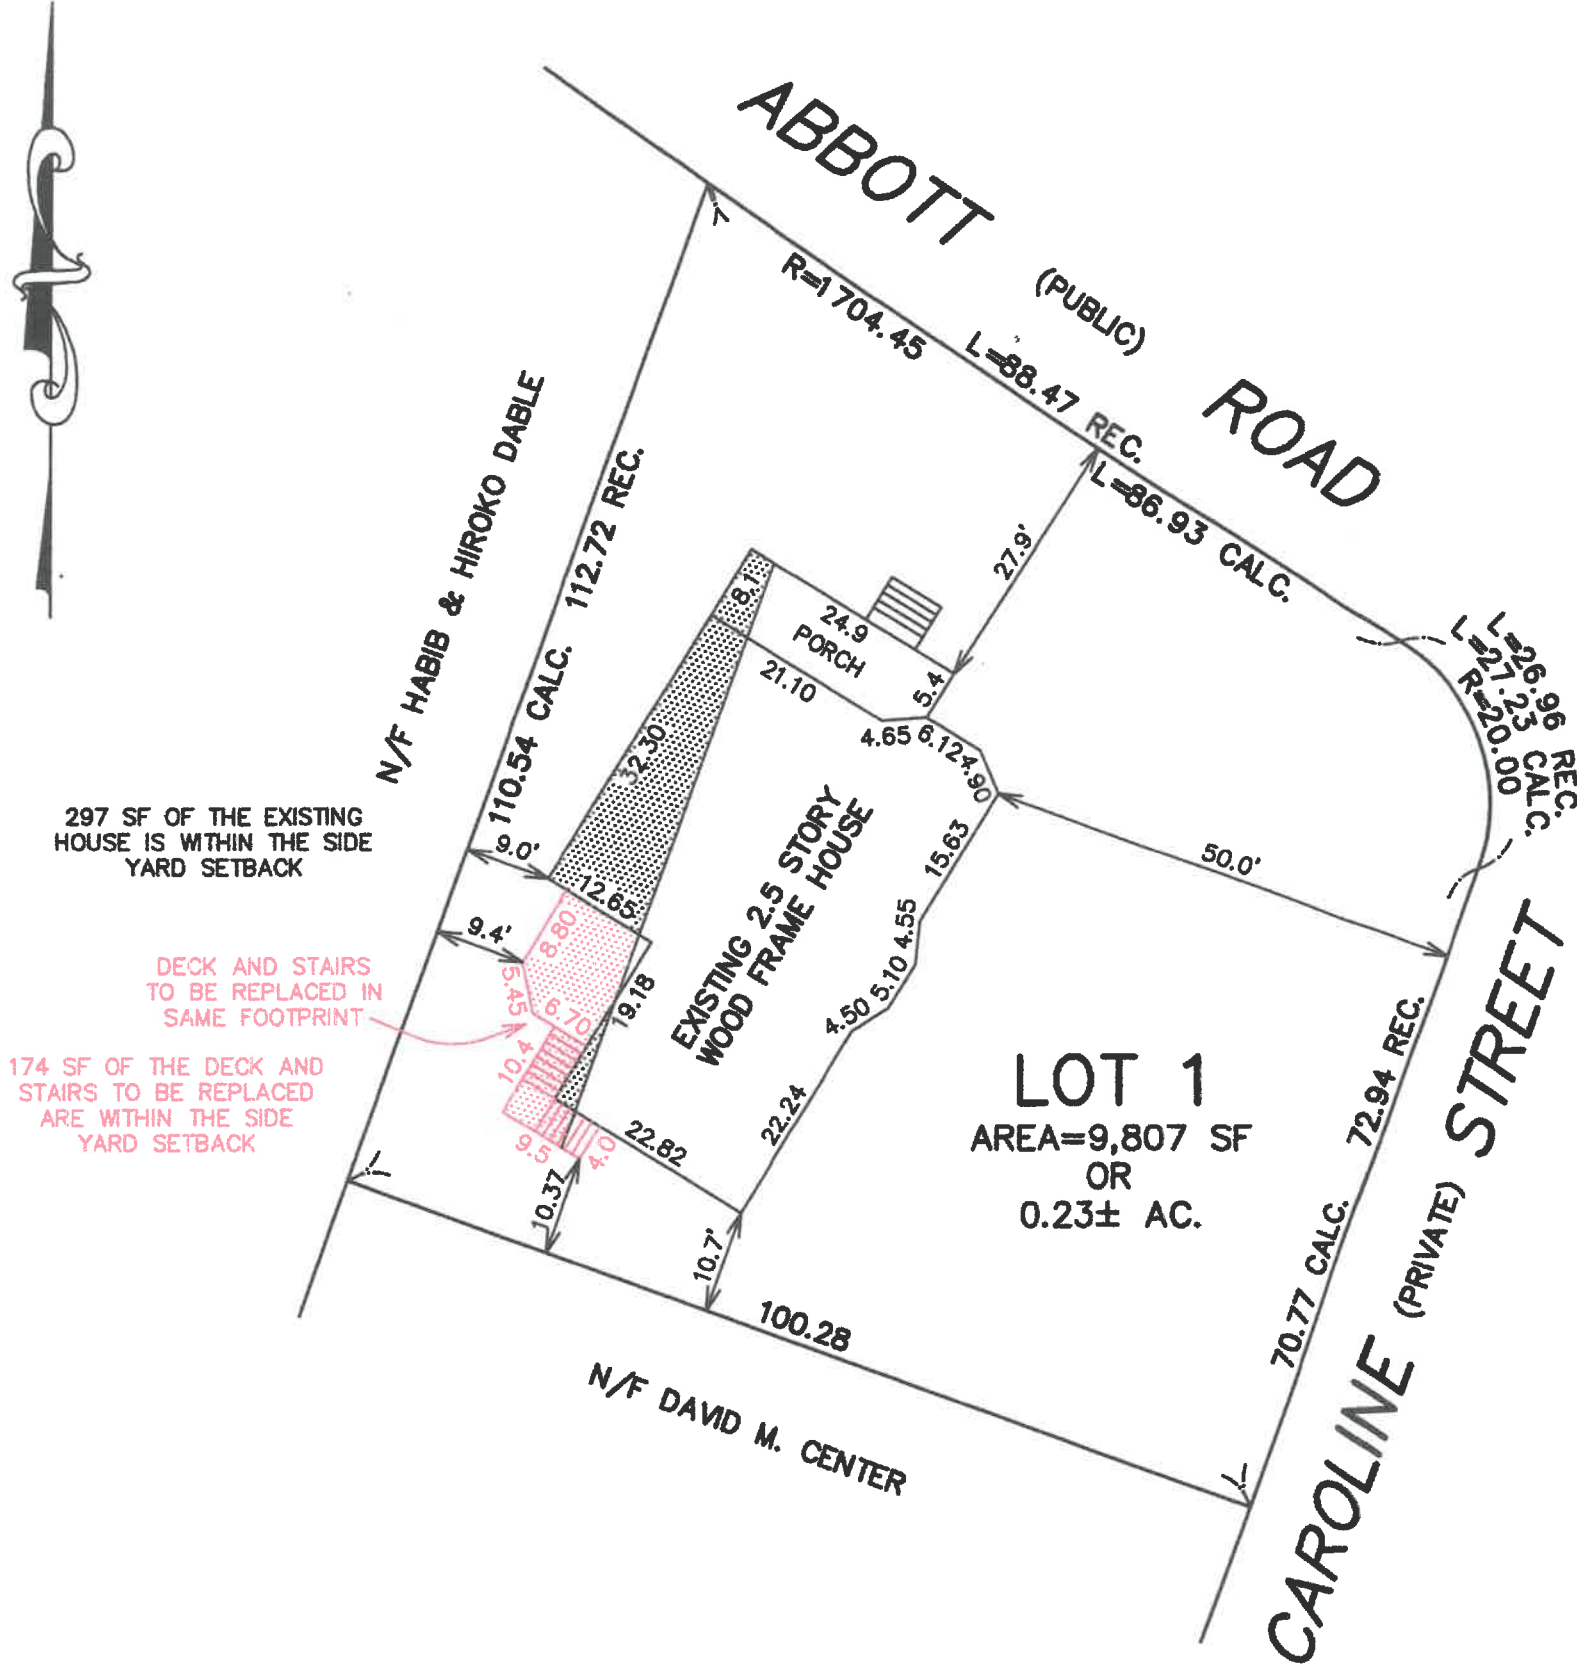 ABBOTT
(PUBLIC)
ROAD
R=1704.45
L=88.47 REC.
L=86.93 CALC.
L=26.96 REC.
L=27.23 CALC.
R=20.00
N/F HABIB & HIROKO DABLE
110.54 CALC. 112.72 REC.
27.9'
8.1
24.9
PORCH
5.4
21.10
4.65
6.12
4.90
32.30
15.63
50.0'
297 SF OF THE EXISTING
HOUSE IS WITHIN THE SIDE
YARD SETBACK
9.0'
12.65
9.4'
8.80
4.55
5.10
4.50
EXISTING 2.5 STORY
WOOD FRAME HOUSE
DECK AND STAIRS
TO BE REPLACED IN
SAME FOOTPRINT
5.45
6.70
19.18
10.4
174 SF OF THE DECK AND
STAIRS TO BE REPLACED
ARE WITHIN THE SIDE
YARD SETBACK
9.5
4.0
22.82
22.24
LOT 1
AREA=9,807 SF
OR
0.23± AC.
10.37
10.7'
100.28
N/F DAVID M. CENTER
70.77 CALC. 72.94 REC.
CAROLINE (PRIVATE) STREET